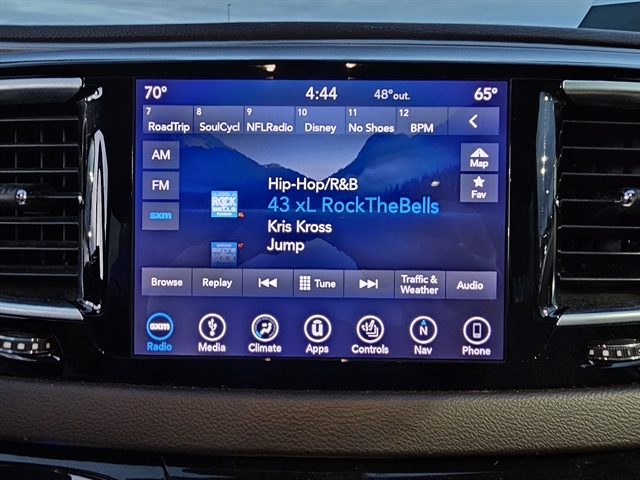 70° 4:44 48°out. 65°
7 8 9 10 11 12
RoadTrip SoulCycl NFLRadio Disney No Shoes BPM
AM
Map
FM
Hip-Hop/R&B
Fav
sxm
43 xL RockTheBells
ROCK
BELLS
Kris Kross
Jump
Browse Replay Tune Traffic & Weather Audio
sxm
N
Radio Media Climate Apps Controls Nav Phone